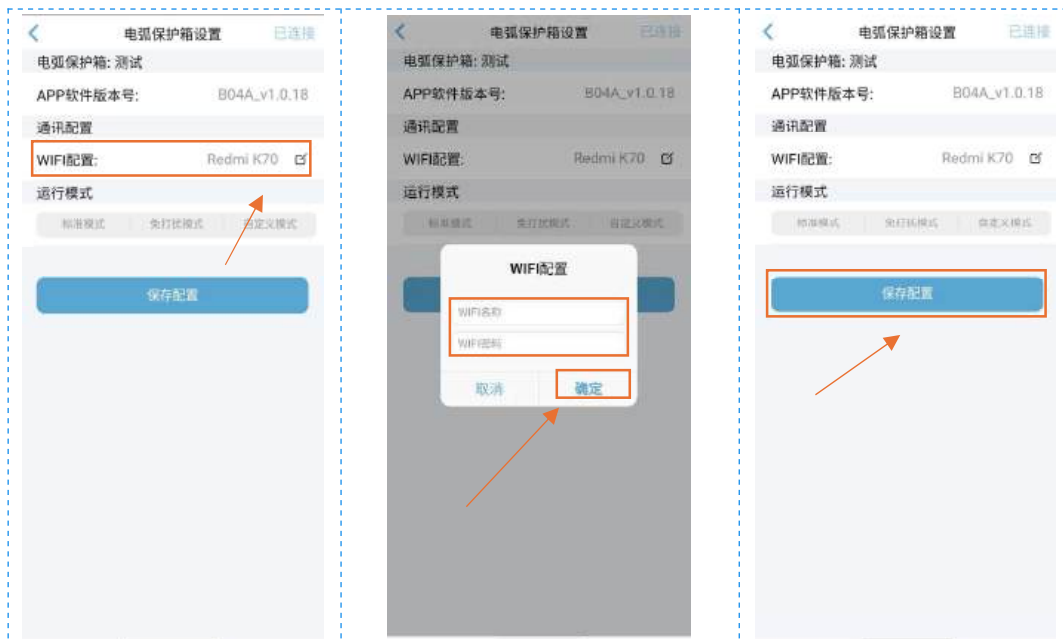 电弧保护箱设置 已连接
电弧保护箱: 测试
APP软件版本号: B04A_v1.0.18
通讯配置
WIFI配置: Redmi K70
运行模式
标准模式 免打扰模式 自定义模式
保存配置
电弧保护箱设置 已连接
电弧保护箱: 测试
APP软件版本号: B04A_v1.0.18
通讯配置
WIFI配置: Redmi K70
运行模式
标准模式 免打扰模式 自定义模式
WIFI配置
WIFI名称
WIFI密码
取消 确定
电弧保护箱设置 已连接
电弧保护箱: 测试
APP软件版本号: B04A_v1.0.18
通讯配置
WIFI配置: Redmi K70
运行模式
标准模式 免打扰模式 自定义模式
保存配置